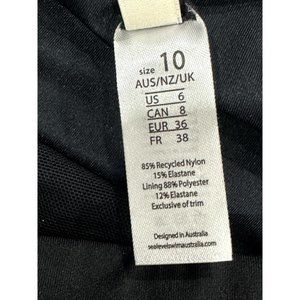 size 10
AUS/NZ/UK
US 6
CAN 8
EUR 36
FR 38
85% Recycled Nylon
15% Elastane
Lining 88% Polyester
12% Elastane
Exclusive of trim
Designed in Australia
sealevelswimaustralia.com